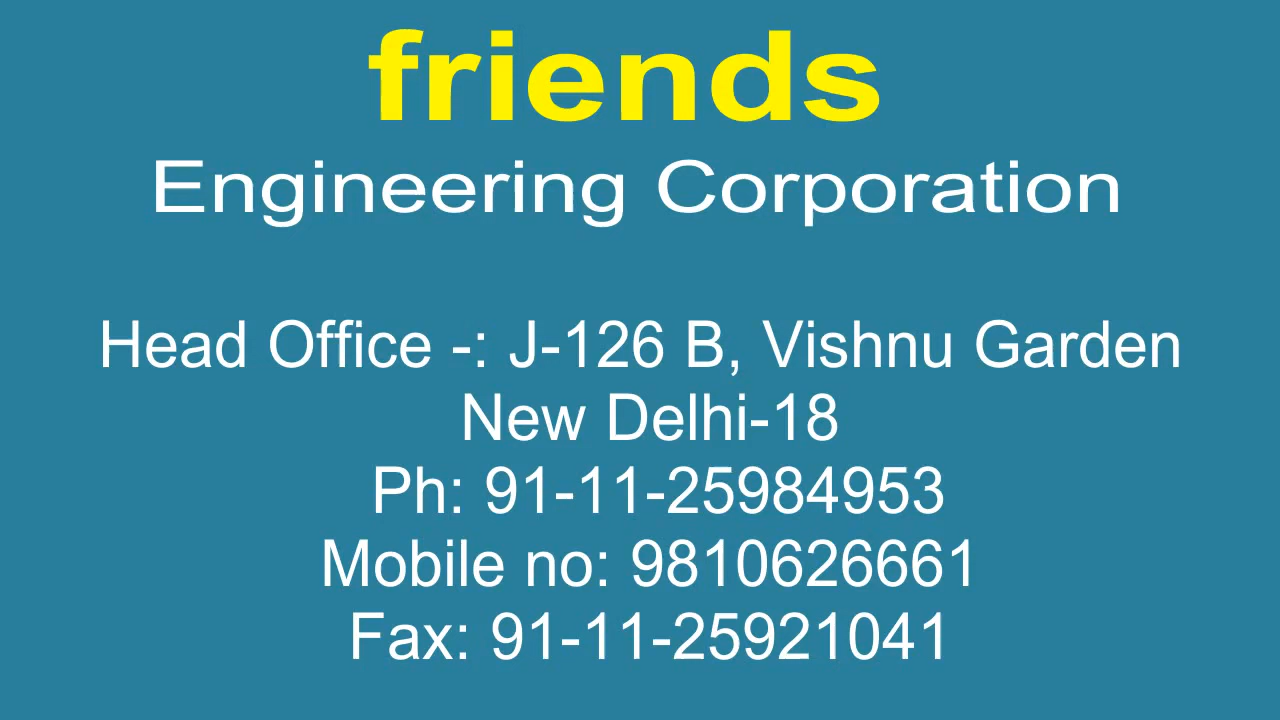 friends
Engineering Corporation
Head Office -: J-126 B, Vishnu Garden
New Delhi-18
Ph: 91-11-25984953
Mobile no: 9810626661
Fax: 91-11-25921041